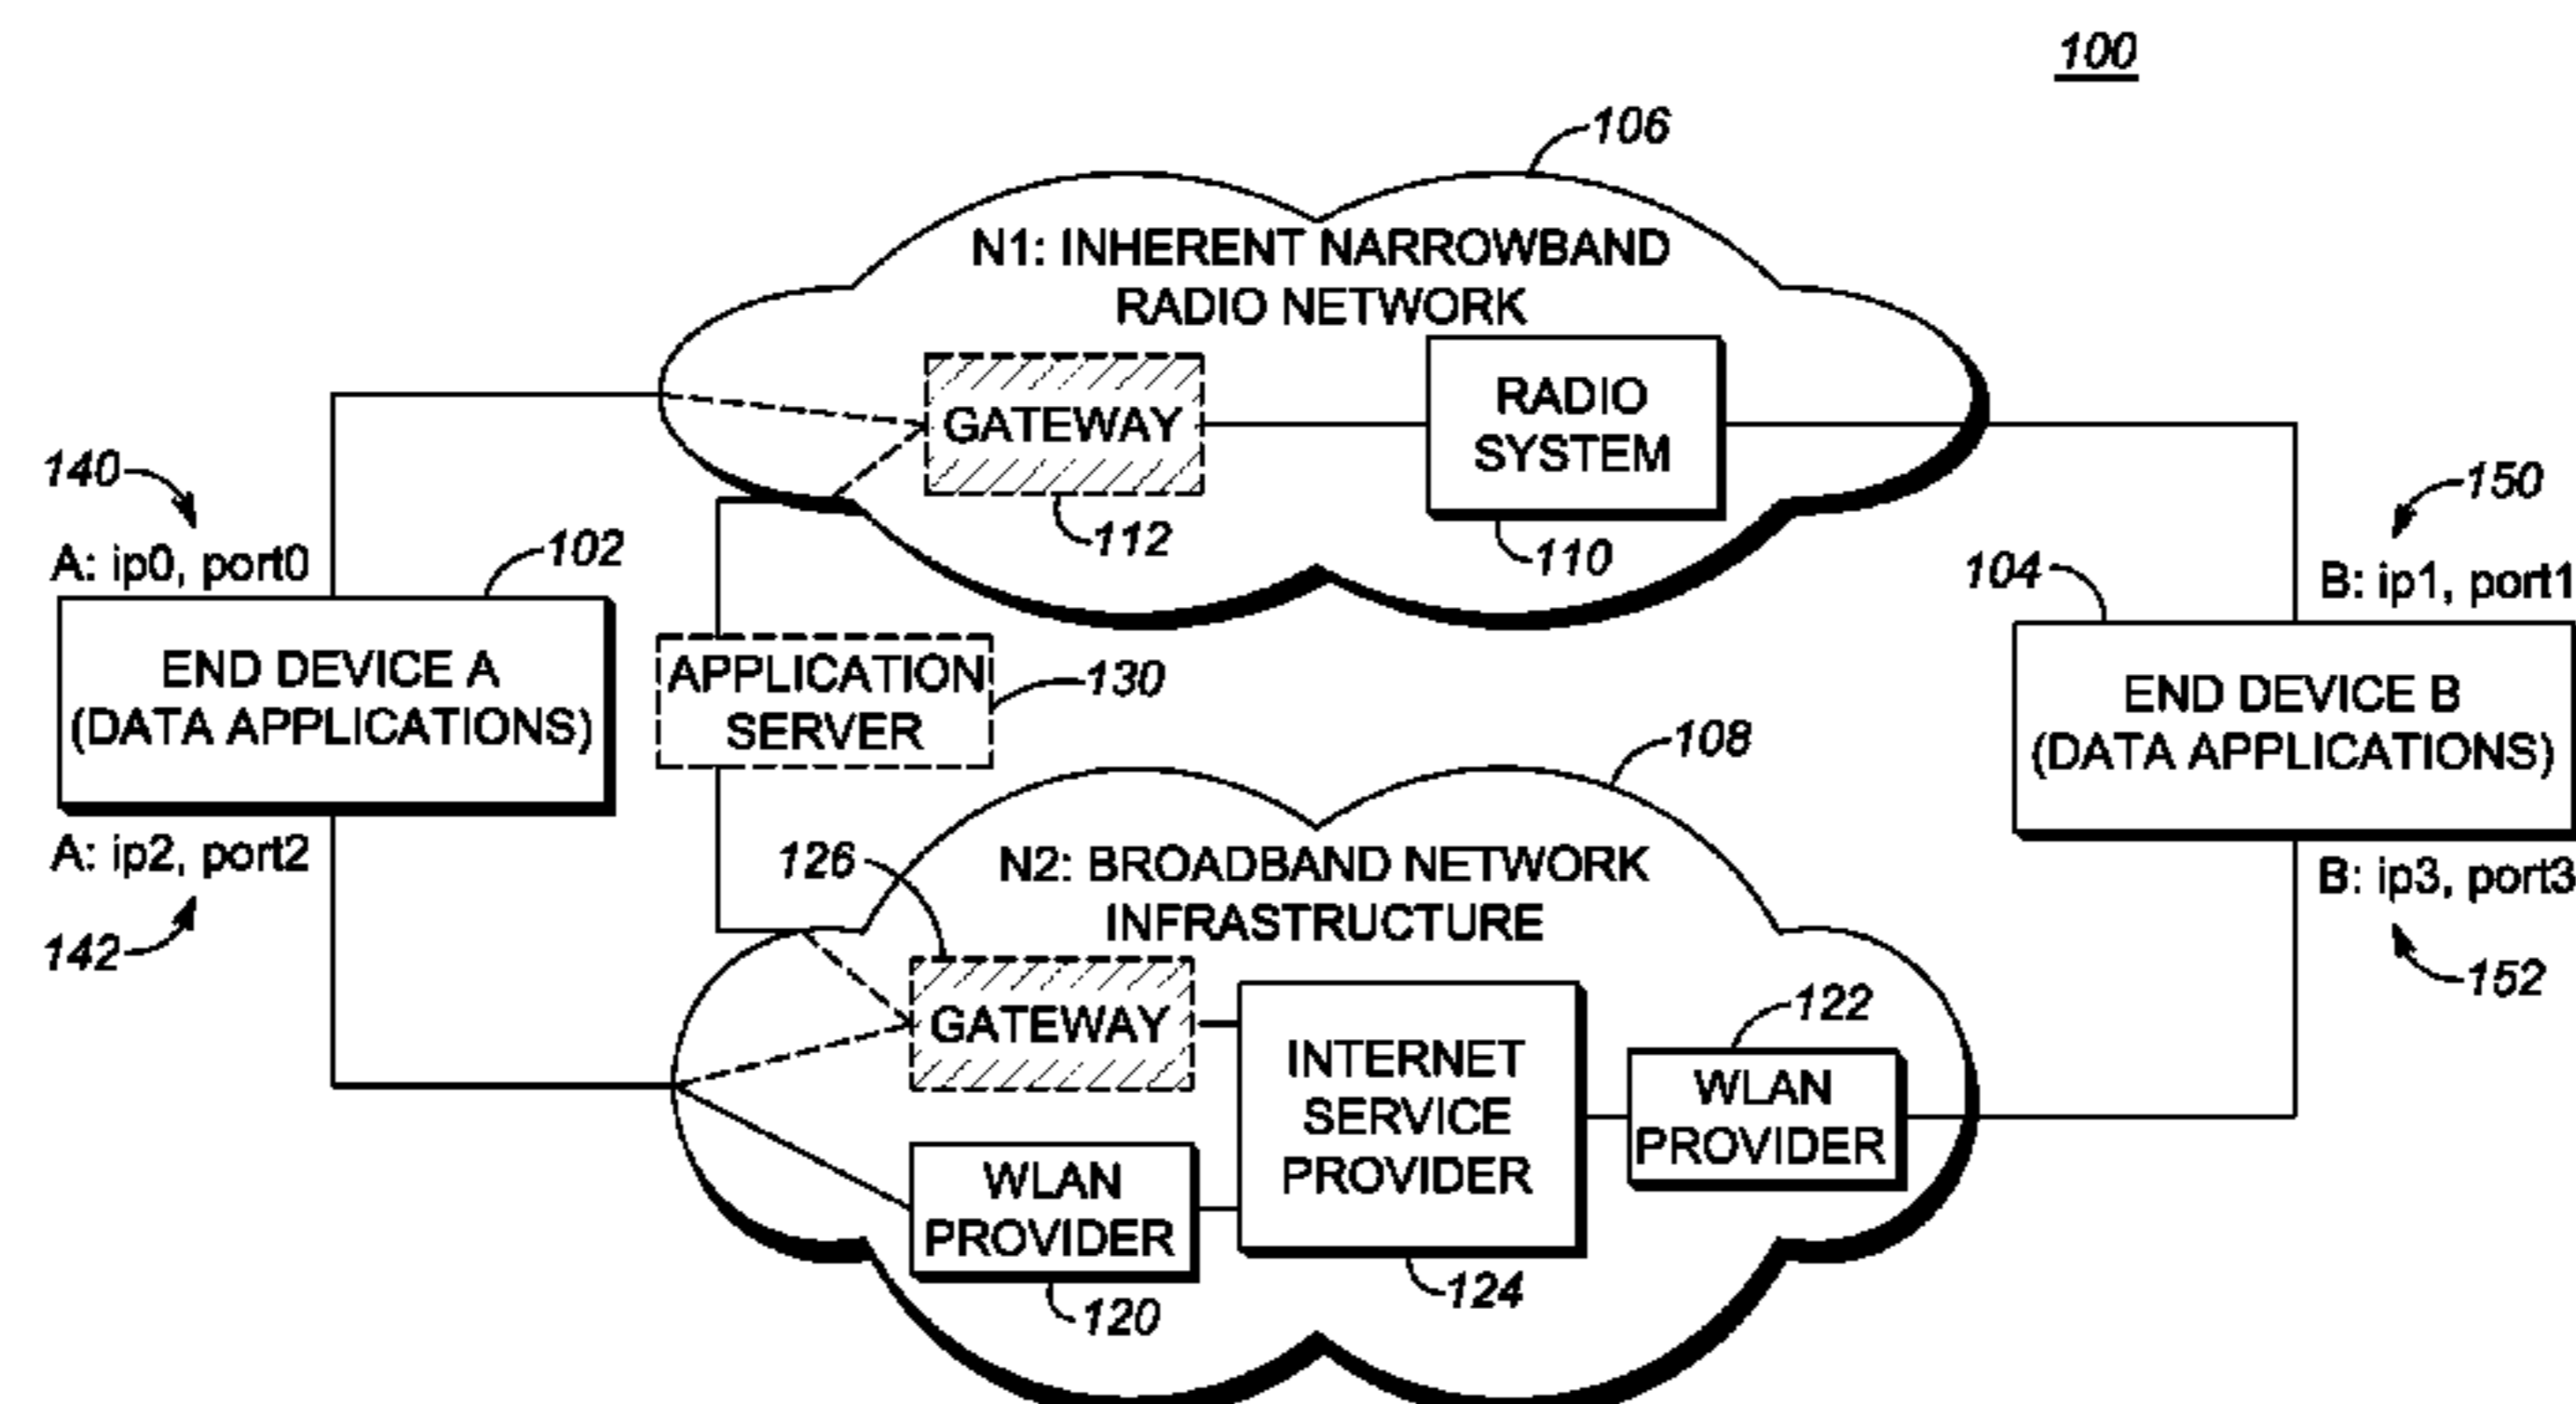 100
106
N1: INHERENT NARROWBAND
RADIO NETWORK
GATEWAY
112
RADIO
SYSTEM
110
140
A: ip0, port0
102
END DEVICE A
(DATA APPLICATIONS)
A: ip2, port2
142
APPLICATION
SERVER
130
150
B: ip1, port1
104
END DEVICE B
(DATA APPLICATIONS)
B: ip3, port3
152
108
N2: BROADBAND NETWORK
INFRASTRUCTURE
126
GATEWAY
INTERNET
SERVICE
PROVIDER
124
122
WLAN
PROVIDER
WLAN
PROVIDER
120